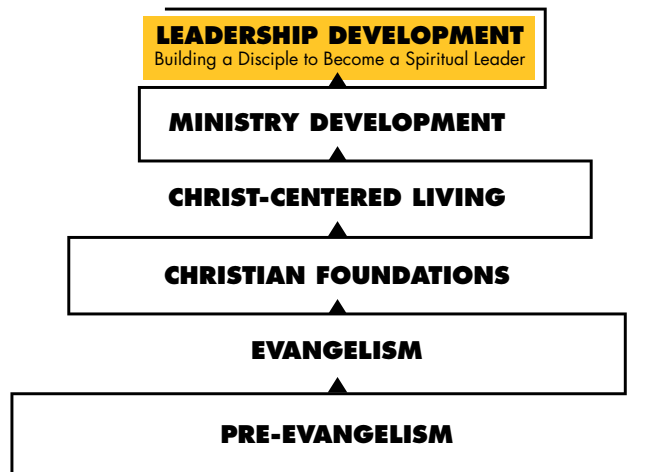 LEADERSHIP DEVELOPMENT
Building a Disciple to Become a Spiritual Leader
MINISTRY DEVELOPMENT
CHRIST-CENTERED LIVING
CHRISTIAN FOUNDATIONS
EVANGELISM
PRE-EVANGELISM